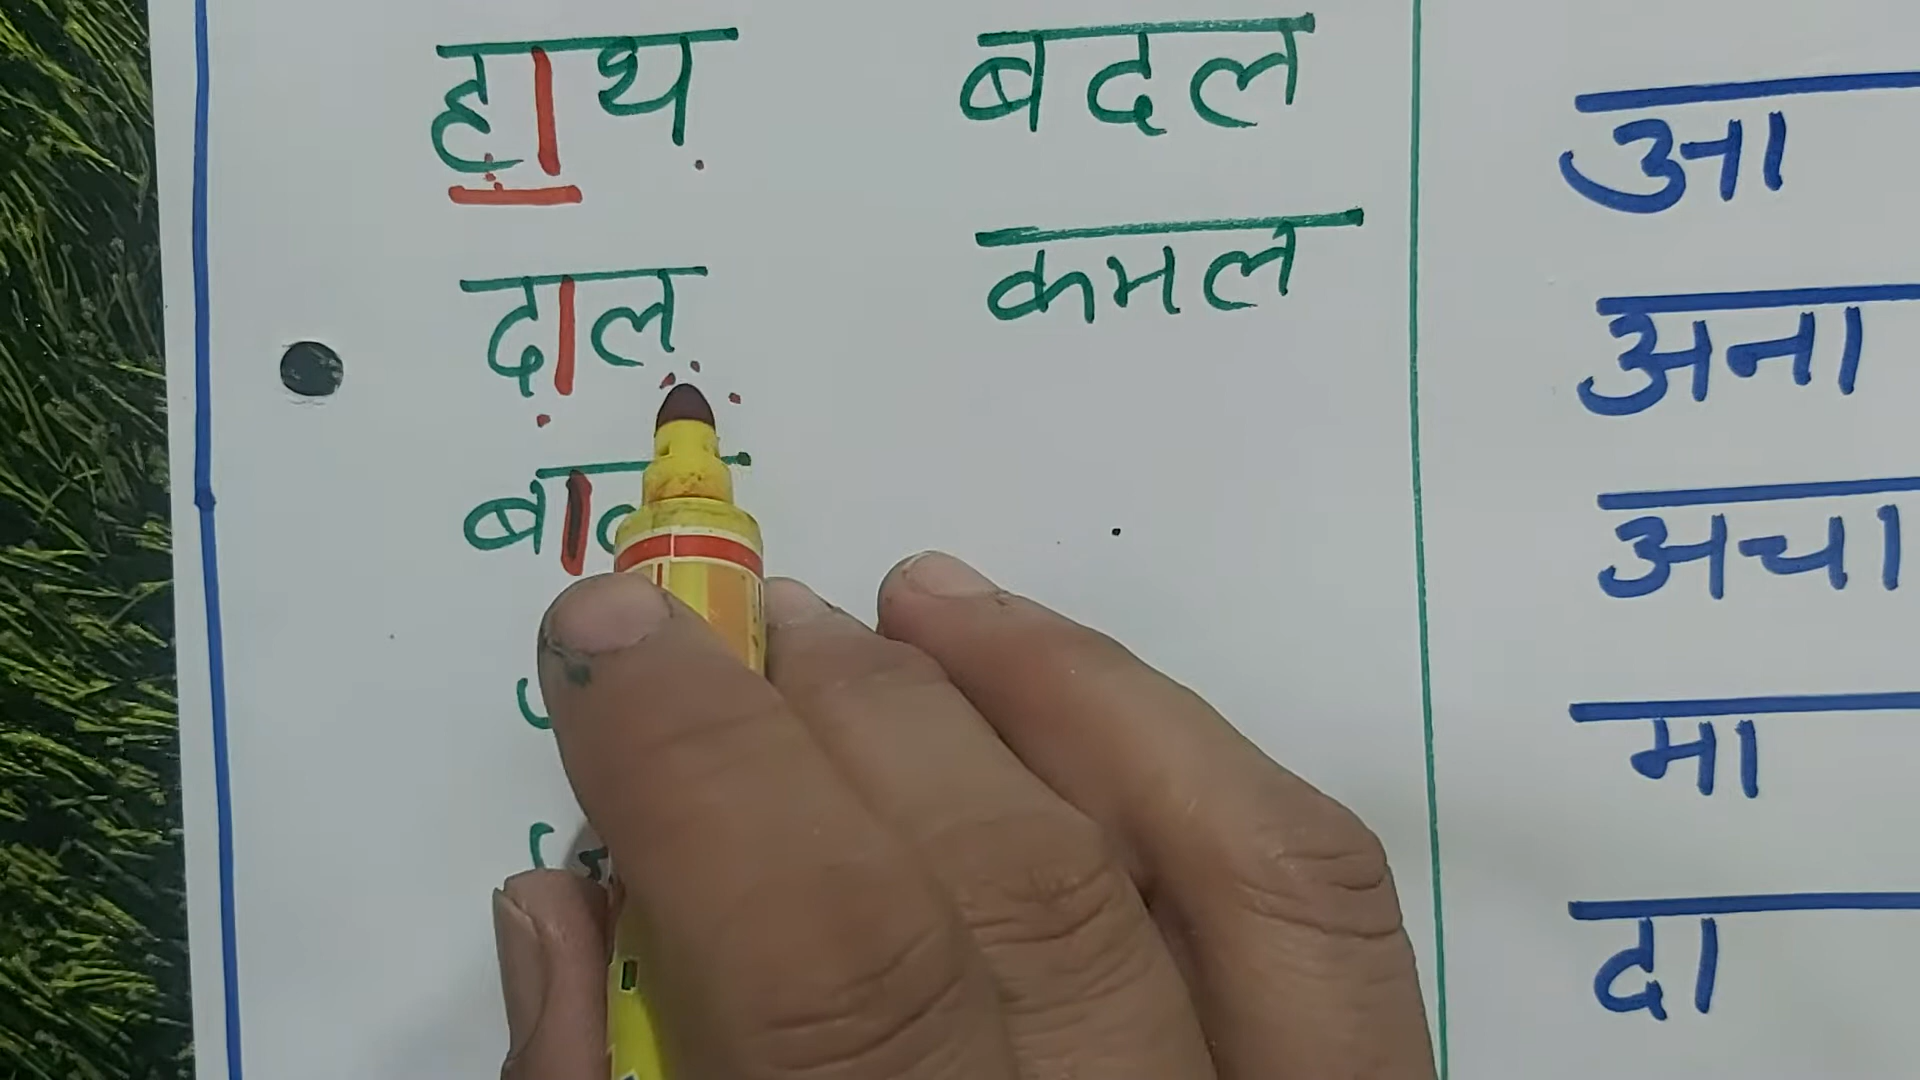 हाथ बदल
दाल कमल
आ
अना
अचा
मा
दा